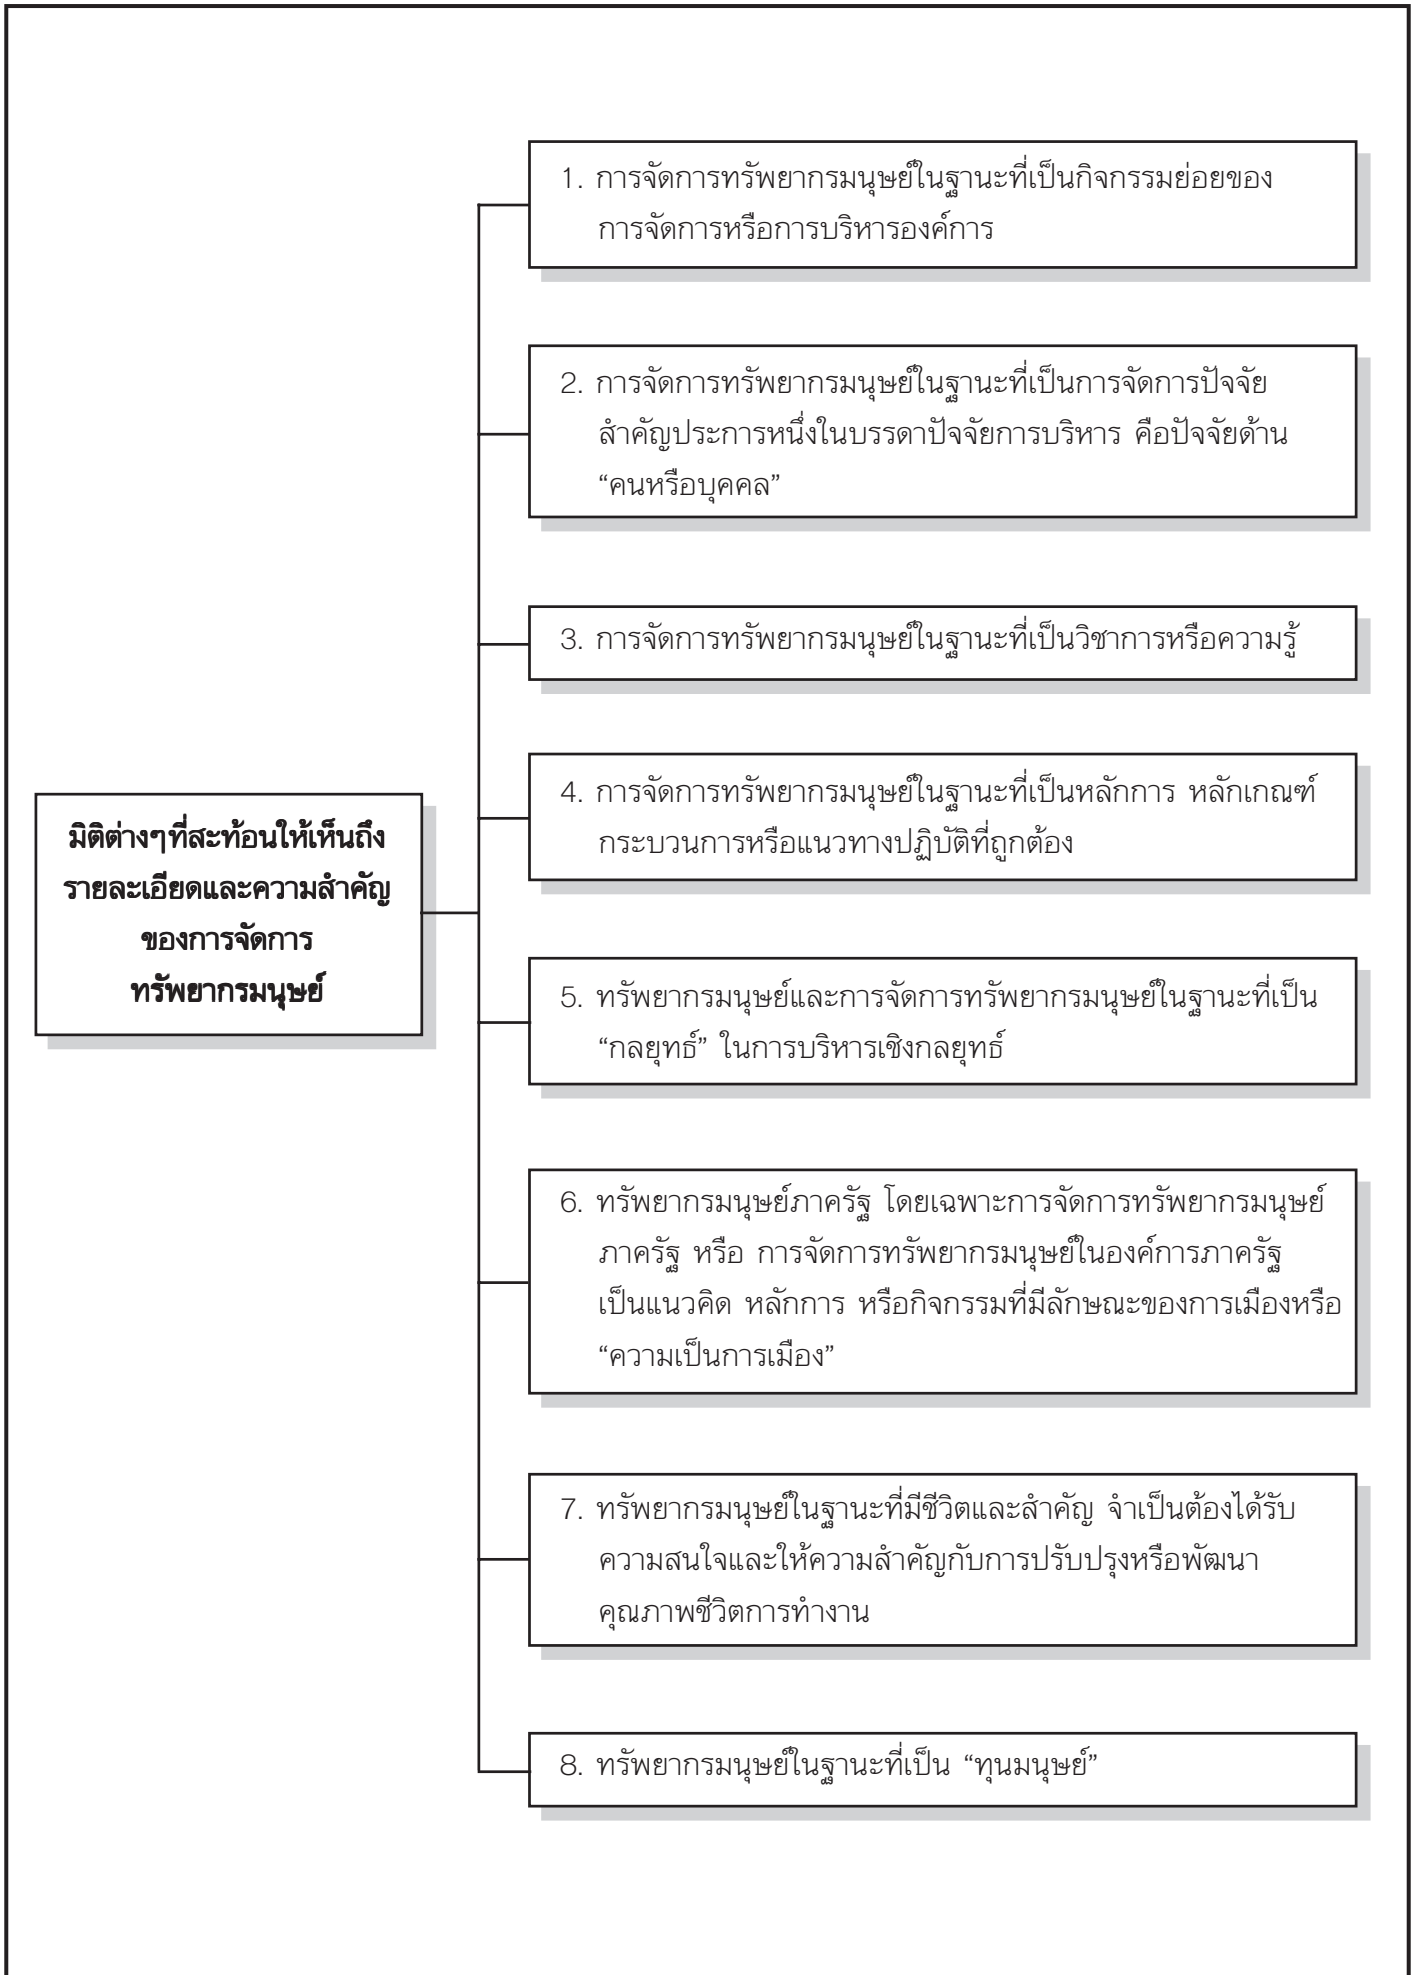 มิติต่างๆที่สะท้อนให้เห็นถึง
รายละเอียดและความสำคัญ
ของการจัดการ
ทรัพยากรมนุษย์
1. การจัดการทรัพยากรมนุษย์ในฐานะที่เป็นกิจกรรมย่อยของ
การจัดการหรือการบริหารองค์การ
2. การจัดการทรัพยากรมนุษย์ในฐานะที่เป็นการจัดการปัจจัย
สำคัญประการหนึ่งในบรรดาปัจจัยการบริหาร คือปัจจัยด้าน
“คนหรือบุคคล”
3. การจัดการทรัพยากรมนุษย์ในฐานะที่เป็นวิชาการหรือความรู้
4. การจัดการทรัพยากรมนุษย์ในฐานะที่เป็นหลักการ หลักเกณฑ์
กระบวนการหรือแนวทางปฏิบัติที่ถูกต้อง
5. ทรัพยากรมนุษย์และการจัดการทรัพยากรมนุษย์ในฐานะที่เป็น
“กลยุทธ์” ในการบริหารเชิงกลยุทธ์
6. ทรัพยากรมนุษย์ภาครัฐ โดยเฉพาะการจัดการทรัพยากรมนุษย์
ภาครัฐ หรือ การจัดการทรัพยากรมนุษย์ในองค์การภาครัฐ
เป็นแนวคิด หลักการ หรือกิจกรรมที่มีลักษณะของการเมืองหรือ
“ความเป็นการเมือง”
7. ทรัพยากรมนุษย์ในฐานะที่มีชีวิตและสำคัญ จำเป็นต้องได้รับ
ความสนใจและให้ความสำคัญกับการปรับปรุงหรือพัฒนา
คุณภาพชีวิตการทำงาน
8. ทรัพยากรมนุษย์ในฐานะที่เป็น “ทุนมนุษย์”